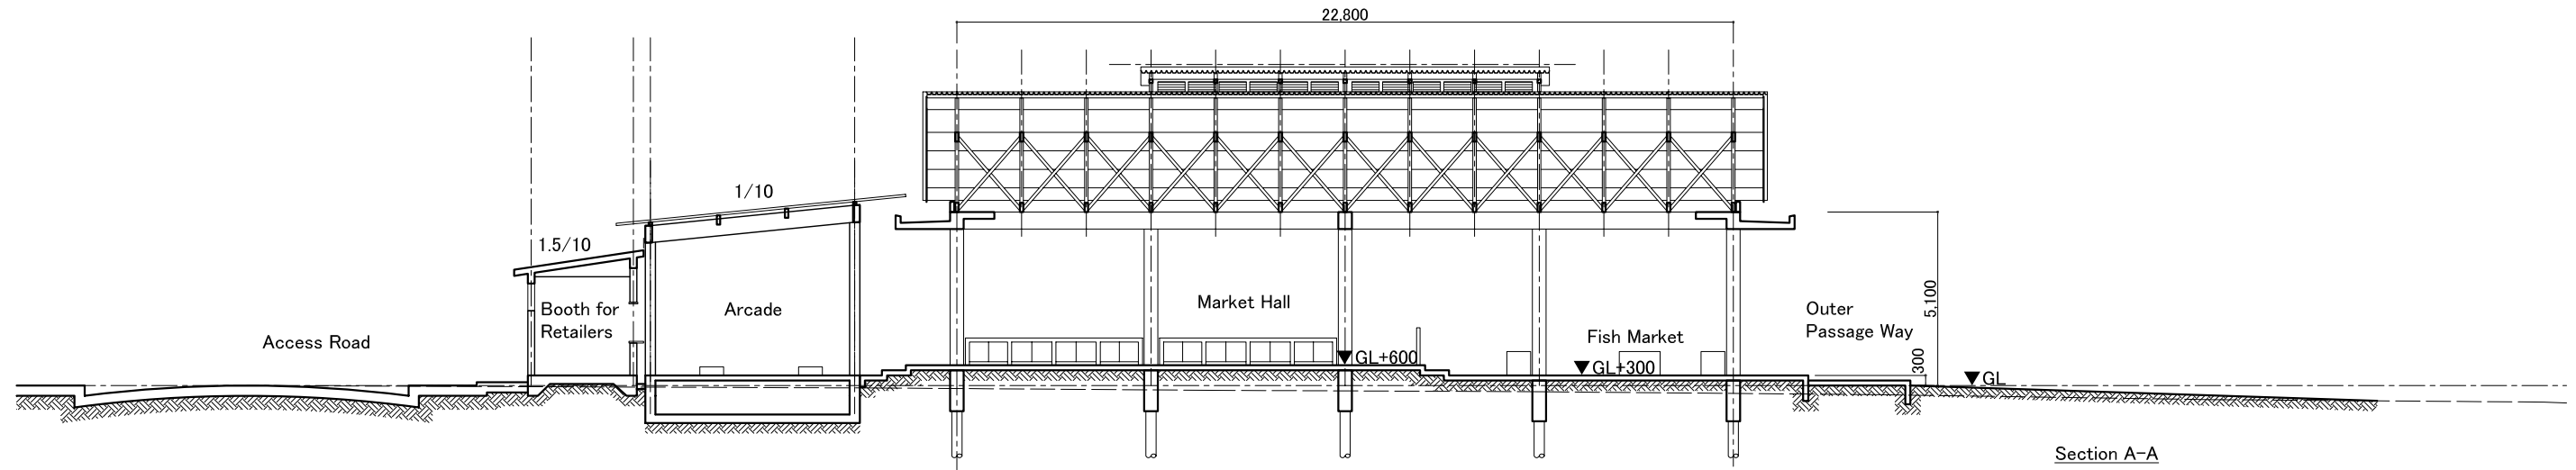 22,800
1/10
1.5/10
Booth for
Retailers
Arcade
Market Hall
Outer
Passage Way
5,100
Access Road
Fish Market
GL+600
GL+300
300
GL
Section A-A